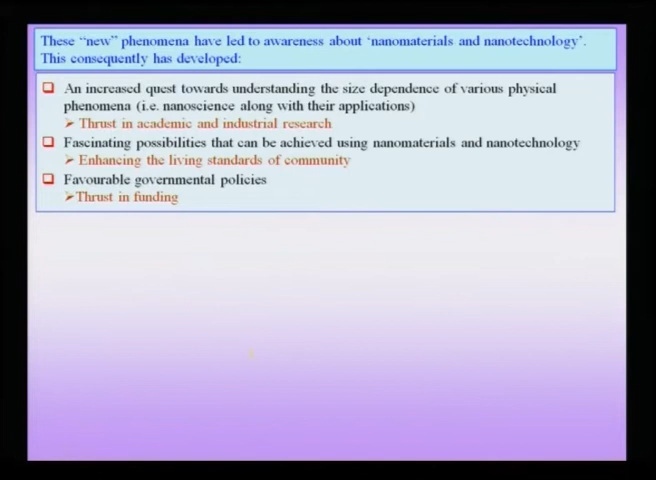 These “new” phenomena have led to awareness about ‘nanomaterials and nanotechnology’.
This consequently has developed:
An increased quest towards understanding the size dependence of various physical
phenomena (i.e. nanoscience along with their applications)
➢ Thrust in academic and industrial research
Fascinating possibilities that can be achieved using nanomaterials and nanotechnology
➢ Enhancing the living standards of community
Favourable governmental policies
➢Thrust in funding